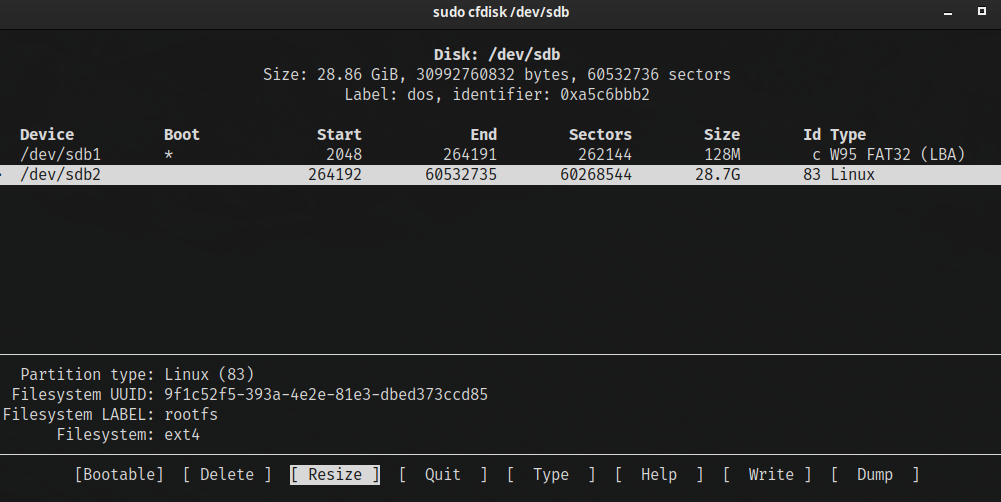 sudo cfdisk /dev/sdb
Disk: /dev/sdb
Size: 28.86 GiB, 30992760832 bytes, 60532736 sectors
Label: dos, identifier: 0xa5c6bbb2
Device Boot Start End Sectors Size Id Type
/dev/sdb1 * 2048 264191 262144 128M c W95 FAT32 (LBA)
/dev/sdb2 264192 60532735 60268544 28.7G 83 Linux
Partition type: Linux (83)
Filesystem UUID: 9f1c52f5-393a-4e2e-81e3-dbed373ccd85
Filesystem LABEL: rootfs
Filesystem: ext4
[Bootable] [ Delete ] [ Resize ] [ Quit ] [ Type ] [ Help ] [ Write ] [ Dump ]